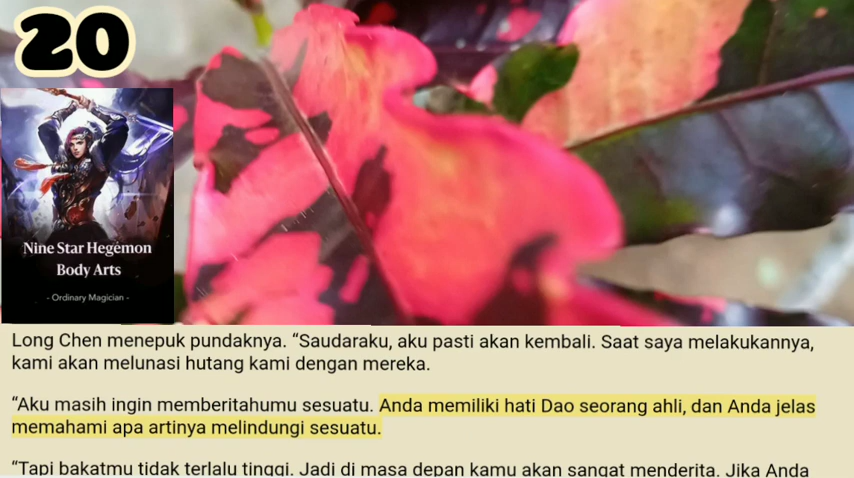 20
Nine Star Hegemon
Body Arts
- Ordinary Magician -
Long Chen menepuk pundaknya. “Saudaraku, aku pasti akan kembali. Saat saya melakukannya,
kami akan melunasi hutang kami dengan mereka.
“Aku masih ingin memberitahumu sesuatu. Anda memiliki hati Dao seorang ahli, dan Anda jelas
memahami apa artinya melindungi sesuatu.
“Tapi bakatmu tidak terlalu tinggi. Jadi di masa depan kamu akan sangat menderita. Jika Anda